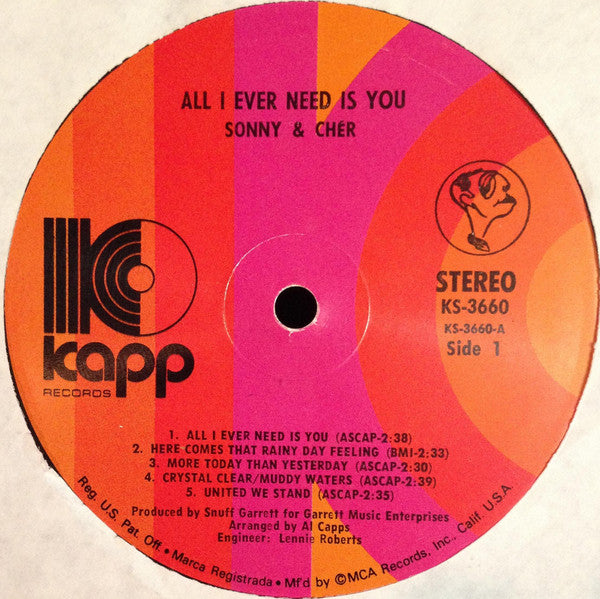 ALL I EVER NEED IS YOU
SONNY & CHÉR
STEREO
KS-3660
KS-3660-A
Side 1
Kapp
RECORDS
1. ALL I EVER NEED IS YOU (ASCAP-2:38)
2. HERE COMES THAT RAINY DAY FEELING (BMI-2:33)
3. MORE TODAY THAN YESTERDAY (ASCAP-2:30)
4. CRYSTAL CLEAR/MUDDY WATERS (ASCAP-2:39)
5. UNITED WE STAND (ASCAP-2:35)
Produced by Snuff Garrett for Garrett Music Enterprises
Arranged by Al Capps
Engineer: Lennie Roberts
Reg. U.S. Pat. Off. • Marca Registrada • Mf'd by ©MCA Records, Inc., Calif. U.S.A.